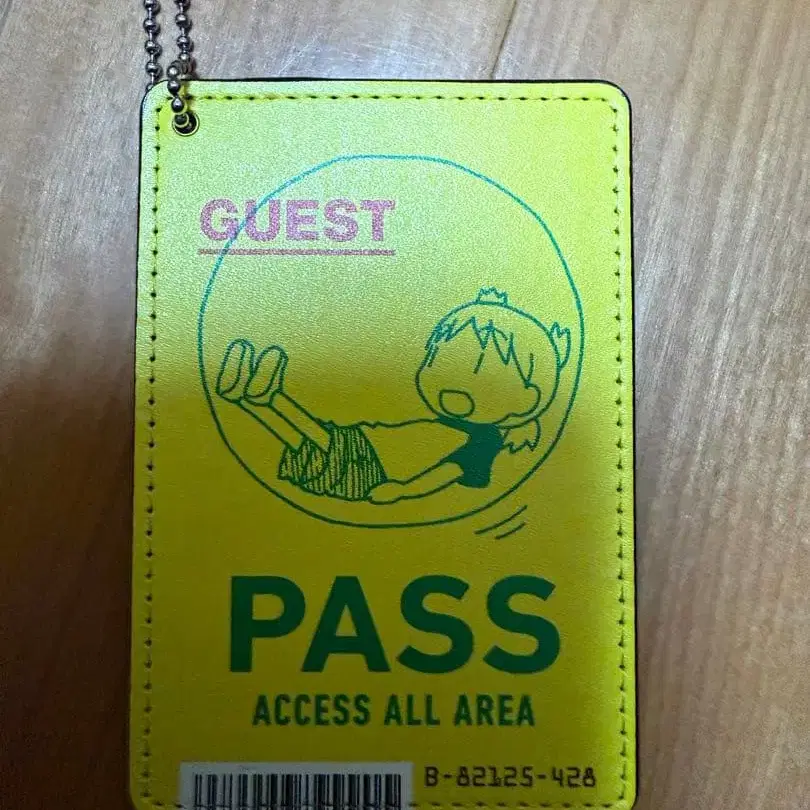 GUEST
PASS
ACCESS ALL AREA
B-82125-428